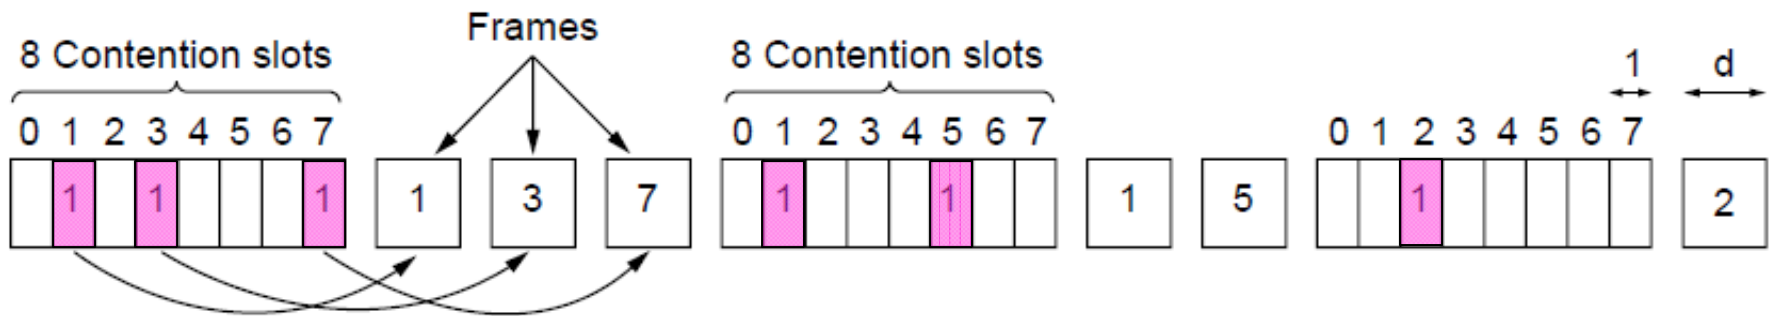 Frames
8 Contention slots 8 Contention slots 1 d
0 1 2 3 4 5 6 7 0 1 2 3 4 5 6 7 0 1 2 3 4 5 6 7
1 1 1 1 3 7 1 1 1 5 1 2